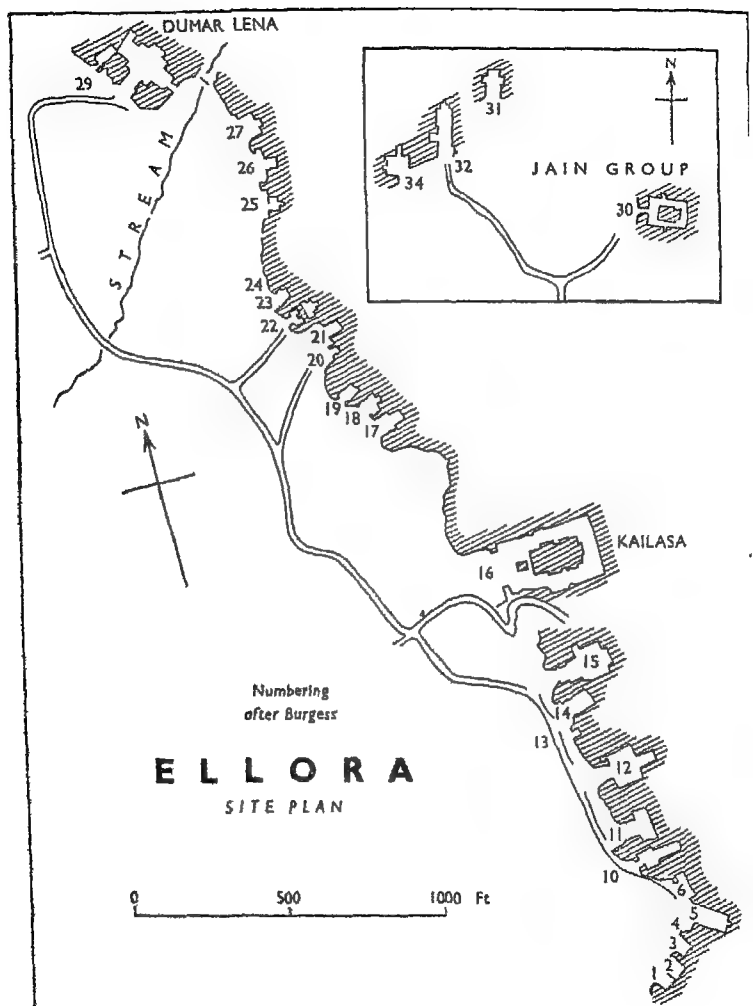 DUMAR LENA
29
STREAM
27
26
25
24
23
22
21
20
19
18
17
N
31
32
34
JAIN GROUP
30
N
KAILASA
16
15
14
13
12
11
10
6
5
4
3
2
1
Numbering
after Burgess
ELLORA
SITE PLAN
0 500 1000 Ft